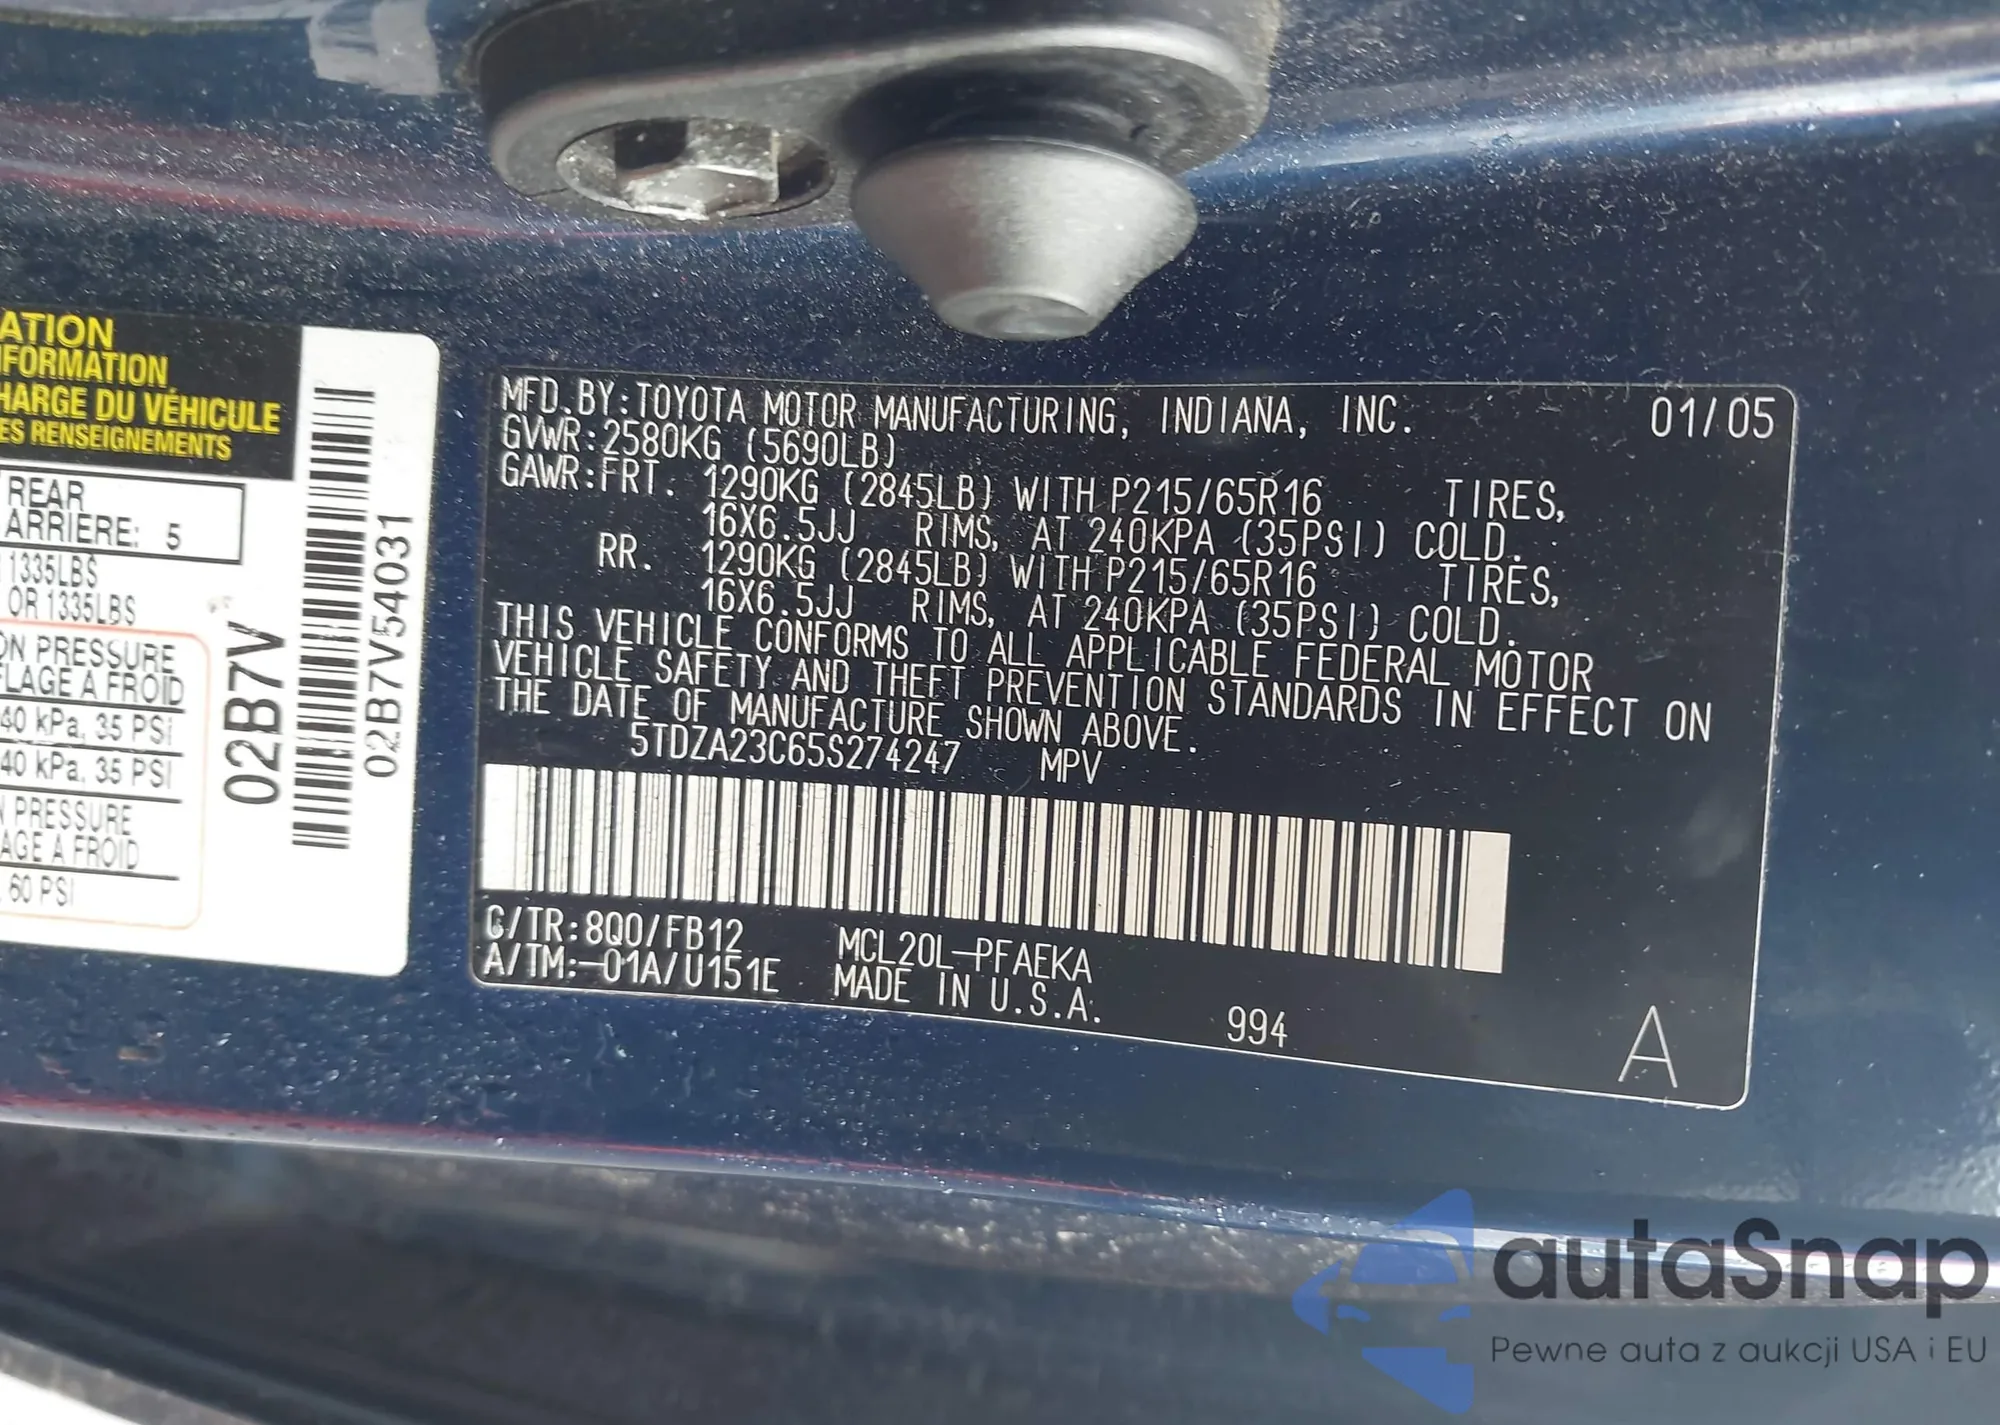 ATION
FORMATION
HARGE DU VÉHICULE
ES RENSEIGNEMENTS
REAR
ARRIÈRE: 5
1335LBS
OR 1335LBS
ON PRESSURE
FLAGE A FROID
40 kPa, 35 PSI
40 kPa, 35 PSI
N PRESSURE
AGE A FROID
60 PSI
02B7V
02B7V54031
MFD.BY:TOYOTA MOTOR MANUFACTURING, INDIANA, INC. 01/05
GVWR:2580KG (5690LB)
GAWR:FRT. 1290KG (2845LB) WITH P215/65R16 TIRES,
16X6.5JJ RIMS, AT 240KPA (35PSI) COLD.
RR. 1290KG (2845LB) WITH P215/65R16 TIRES,
16X6.5JJ RIMS, AT 240KPA (35PSI) COLD.
THIS VEHICLE CONFORMS TO ALL APPLICABLE FEDERAL MOTOR
VEHICLE SAFETY AND THEFT PREVENTION STANDARDS IN EFFECT ON
THE DATE OF MANUFACTURE SHOWN ABOVE.
5TDZA23C65S274247 MPV
C/TR:8Q0/FB12 MCL20L-PFAEKA
A/TM:-01A/U151E MADE IN U.S.A.
994
A
autoSnap
Pewne auta z aukcji USA i EU